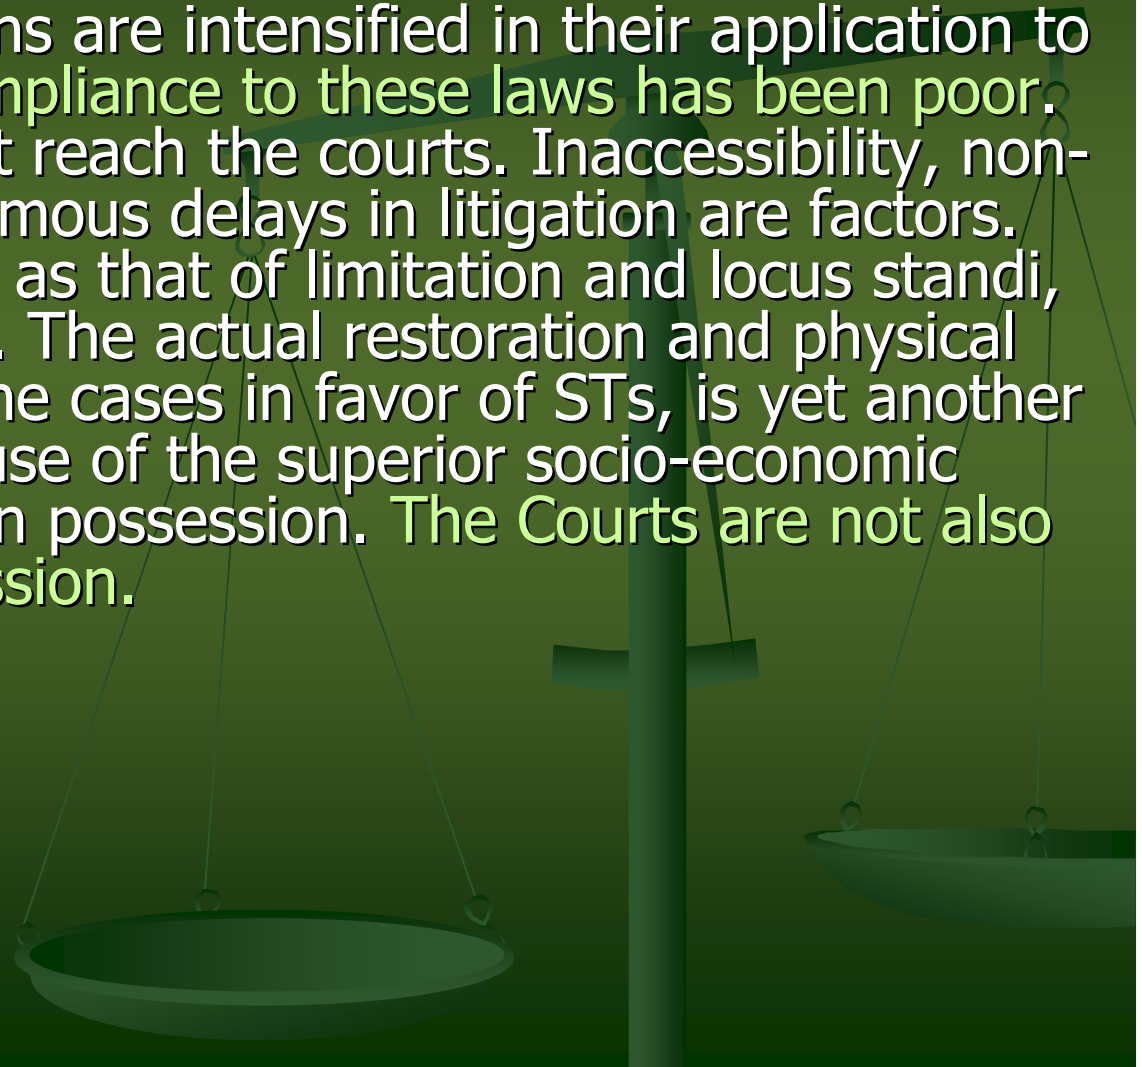 ns are intensified in their application to
mpliance to these laws has been poor.
t reach the courts. Inaccessibility, non-
mous delays in litigation are factors.
as that of limitation and locus standi,
. The actual restoration and physical
ne cases in favor of STs, is yet another
use of the superior socio-economic
n possession. The Courts are not also
ssion.